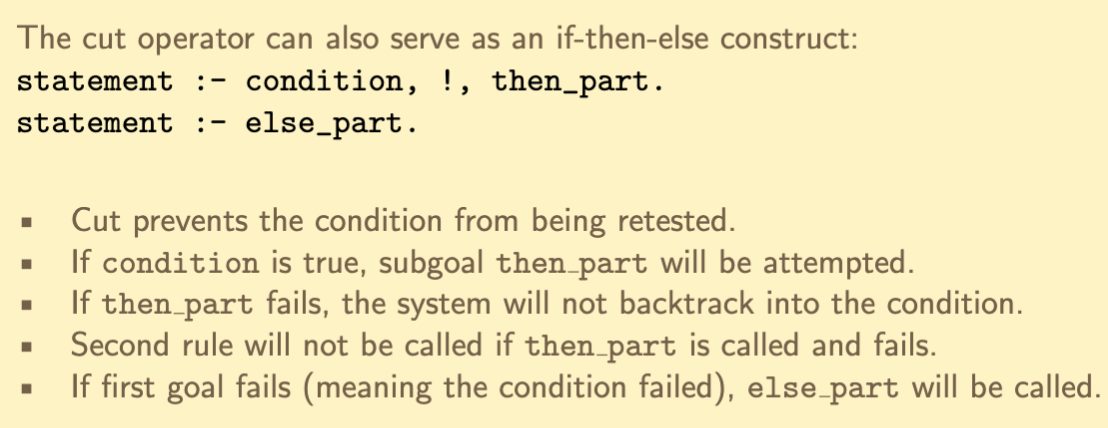 The cut operator can also serve as an if-then-else construct:
statement :- condition, !, then_part.
statement :- else_part.
▪ Cut prevents the condition from being retested.
▪ If condition is true, subgoal then_part will be attempted.
▪ If then_part fails, the system will not backtrack into the condition.
▪ Second rule will not be called if then_part is called and fails.
▪ If first goal fails (meaning the condition failed), else_part will be called.